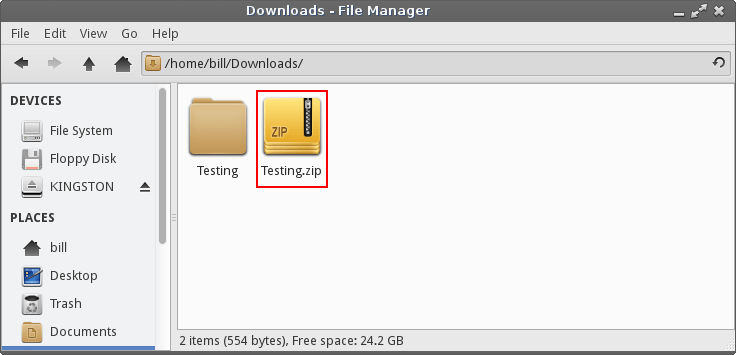 Downloads - File Manager
File Edit View Go Help
/home/bill/Downloads/
DEVICES
File System
Floppy Disk
KINGSTON
PLACES
bill
Desktop
Trash
Documents
ZIP
Testing Testing.zip
2 items (554 bytes), Free space: 24.2 GB